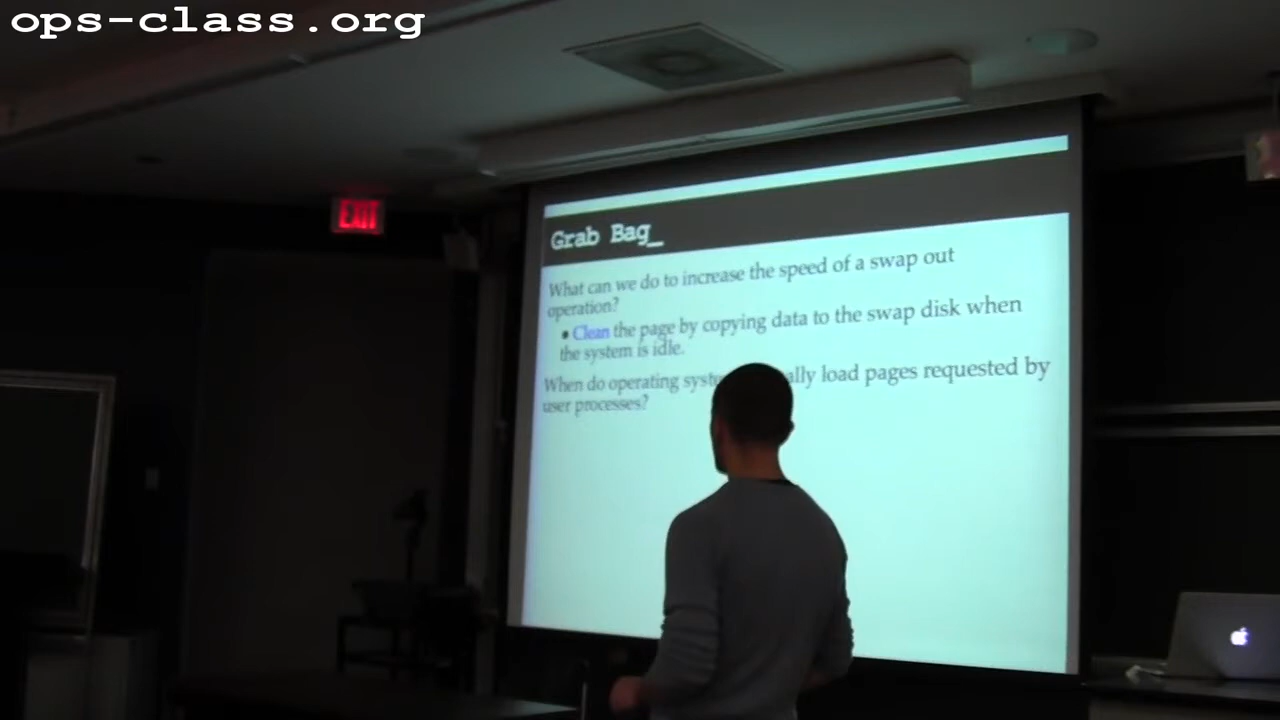 ops-class.org
EXIT
Grab Bag_
What can we do to increase the speed of a swap out
operation?
• Clean the page by copying data to the swap disk when
the system is idle.
When do operating ally load pages requested by
user processes?